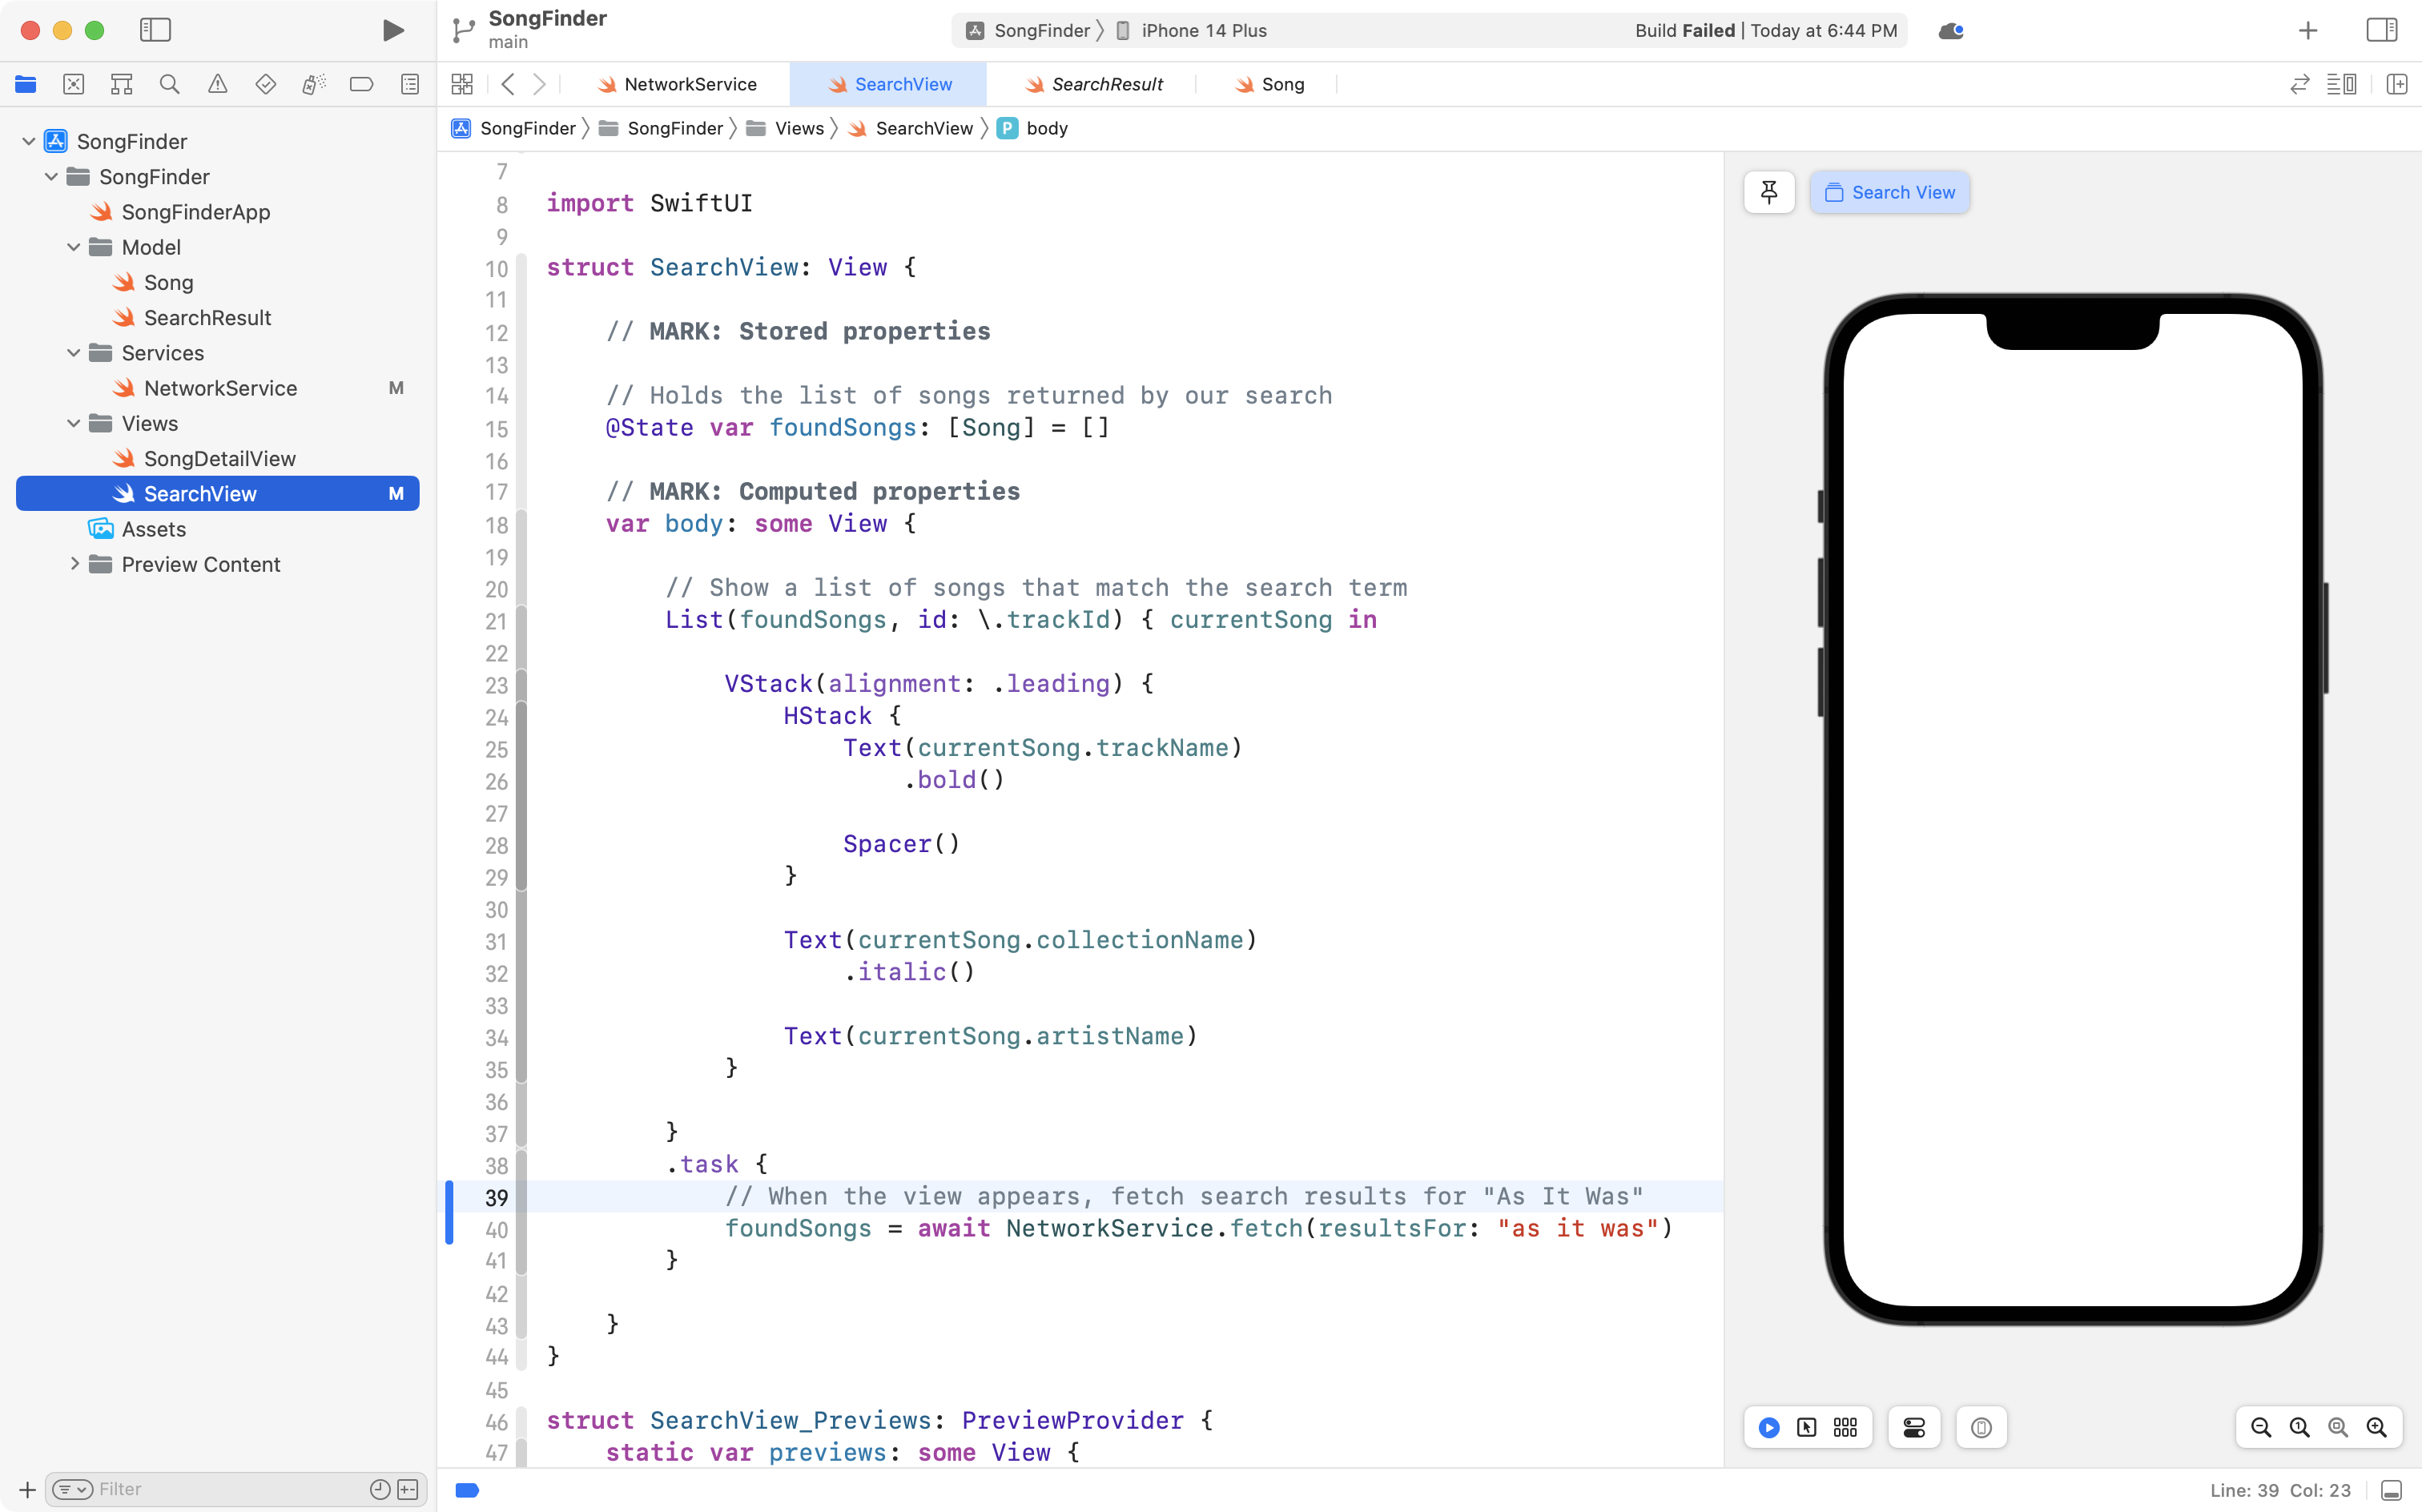 SongFinder
main
SongFinder
iPhone 14 Plus
Build Failed | Today at 6:44 PM
NetworkService
SearchView
SearchResult
Song
SongFinder
SongFinder
Views
SearchView
P
body
SongFinder
SongFinder
SongFinderApp
Model
Song
SearchResult
Services
NetworkService M
Views
SongDetailView
SearchView M
Assets
Preview Content
Filter
7
8 import SwiftUI
9
10 struct SearchView: View {
11
12 // MARK: Stored properties
13
14 // Holds the list of songs returned by our search
15 @State var foundSongs: [Song] = []
16
17 // MARK: Computed properties
18 var body: some View {
19
20 // Show a list of songs that match the search term
21 List(foundSongs, id: \.trackId) { currentSong in
22
23 VStack(alignment: .leading) {
24 HStack {
25 Text(currentSong.trackName)
26 .bold()
27
28 Spacer()
29 }
30
31 Text(currentSong.collectionName)
32 .italic()
33
34 Text(currentSong.artistName)
35 }
36
37 }
38 .task {
39 // When the view appears, fetch search results for "As It Was"
40 foundSongs = await NetworkService.fetch(resultsFor: "as it was")
41 }
42
43 }
44 }
45
46 struct SearchView_Previews: PreviewProvider {
47 static var previews: some View {
Search View
Line: 39 Col: 23